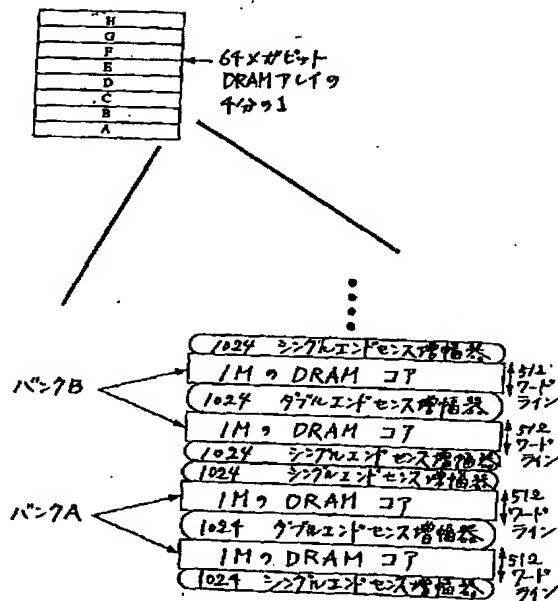 H
G
F
E
D
C
B
A
64メガビット
DRAMアレイの
4分の1
1024 シングルエンドセンス増幅器
1Mの DRAM コア
512
ワード
ライン
1024 ダブルエンドセンス増幅器
バンクB
1Mの DRAM コア
512
ワード
ライン
1024 シングルエンドセンス増幅器
1024 シングルエンドセンス増幅器
1Mの DRAM コア
512
ワード
ライン
バンクA
1024 ダブルエンドセンス増幅器
1Mの DRAM コア
512
ワード
ライン
1024 シングルエンドセンス増幅器